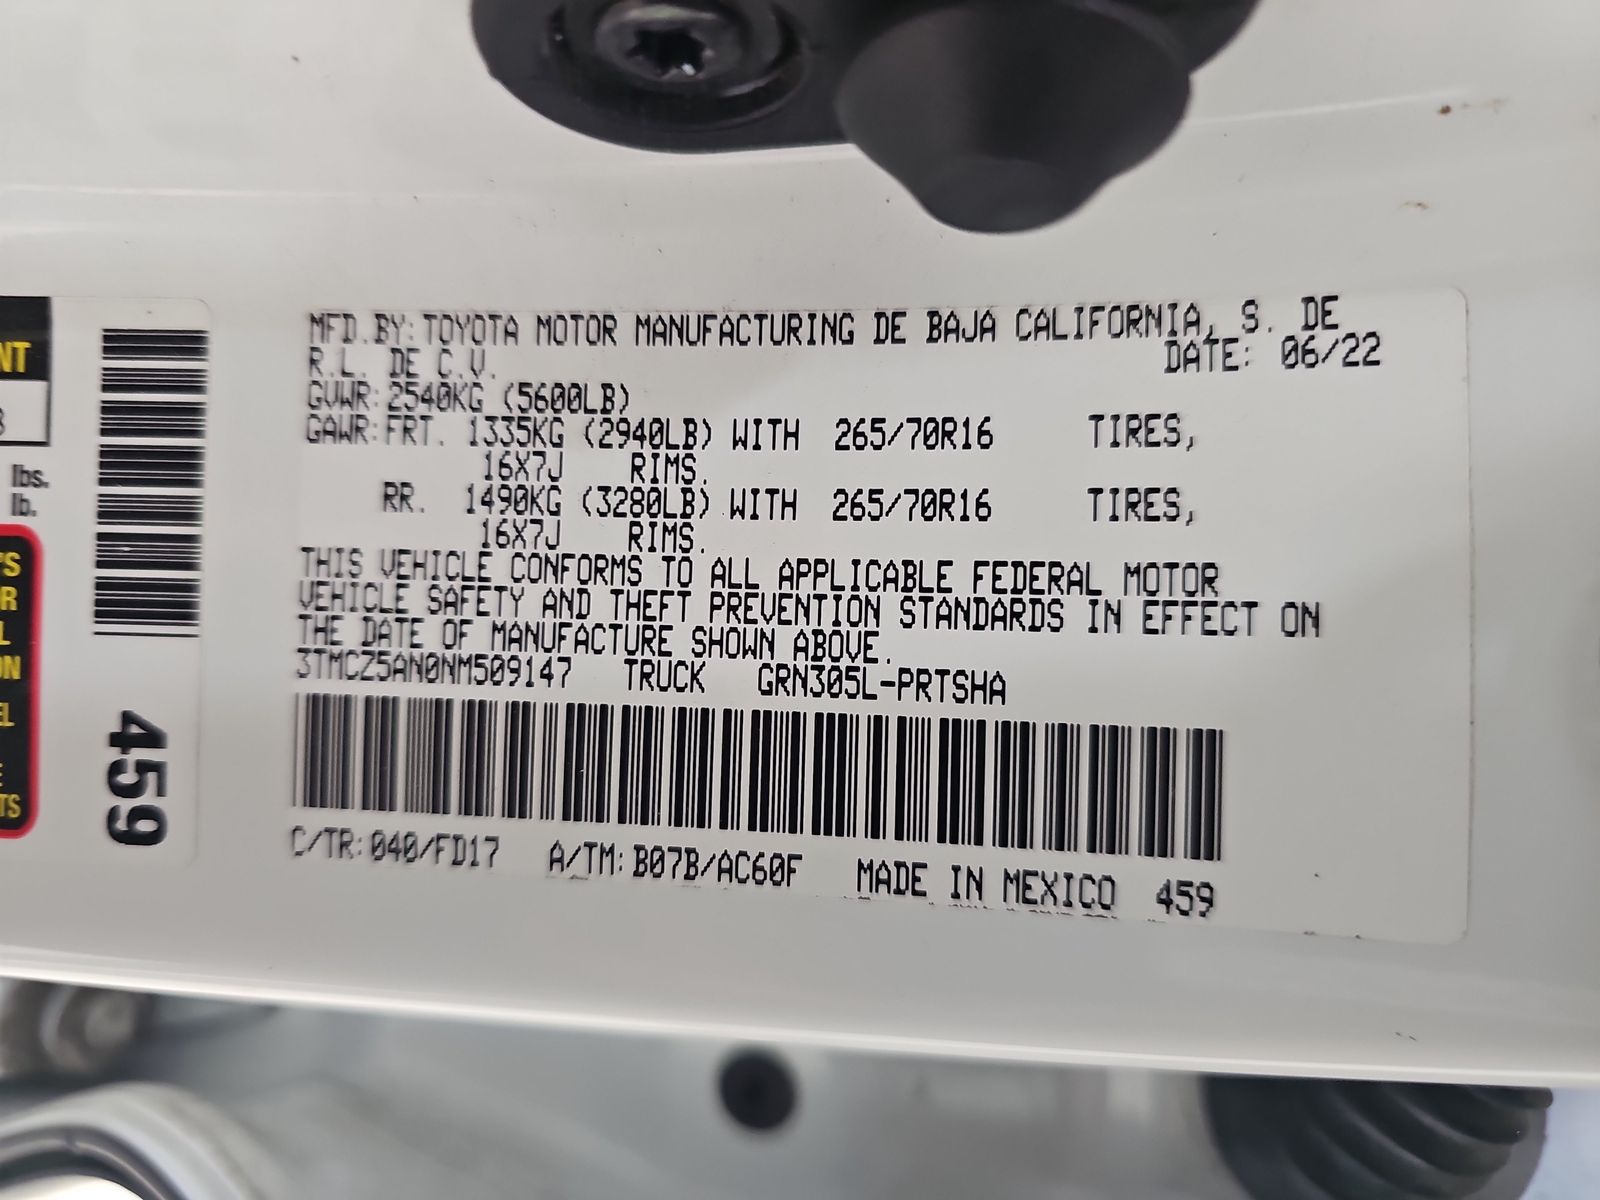 MFD.BY: TOYOTA MOTOR MANUFACTURING DE BAJA CALIFORNIA, S. DE
R.L. DE C.V. DATE: 06/22
GVWR: 2540KG (5600LB)
GAWR: FRT. 1335KG (2940LB) WITH 265/70R16 TIRES,
16X7J RIMS.
RR. 1490KG (3280LB) WITH 265/70R16 TIRES,
16X7J RIMS.
THIS VEHICLE CONFORMS TO ALL APPLICABLE FEDERAL MOTOR
VEHICLE SAFETY AND THEFT PREVENTION STANDARDS IN EFFECT ON
THE DATE OF MANUFACTURE SHOWN ABOVE.
3TMCZ5AN0NM509147 TRUCK GRN305L-PRTSHA
C/TR: 040/FD17 A/TM: B07B/AC60F MADE IN MEXICO 459
459
lbs.
lb.